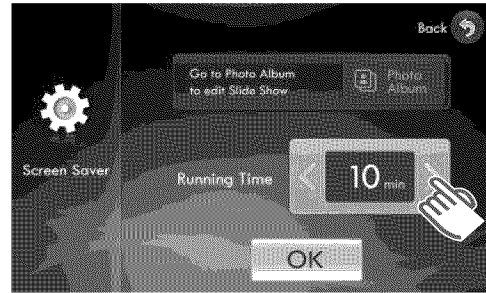 Back
Go to Photo Album
to edit Slide Show
Photo
Album
Screen Saver
Running Time
10 min
OK